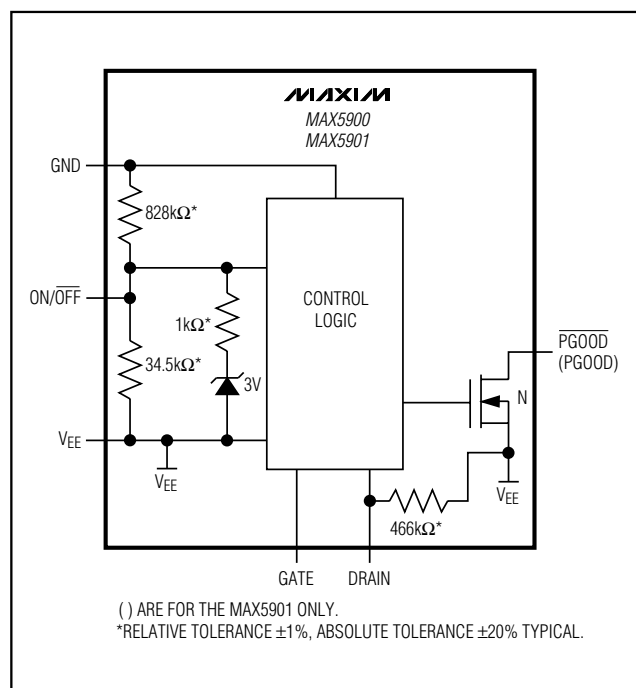 MAXIM
MAX5900
MAX5901
GND
828kΩ*
ON/OFF
1kΩ*
CONTROL
LOGIC
PGOOD
(PGOOD)
34.5kΩ*
3V
N
VEE
VEE
VEE
466kΩ*
GATE
DRAIN
( ) ARE FOR THE MAX5901 ONLY.
*RELATIVE TOLERANCE ±1%, ABSOLUTE TOLERANCE ±20% TYPICAL.